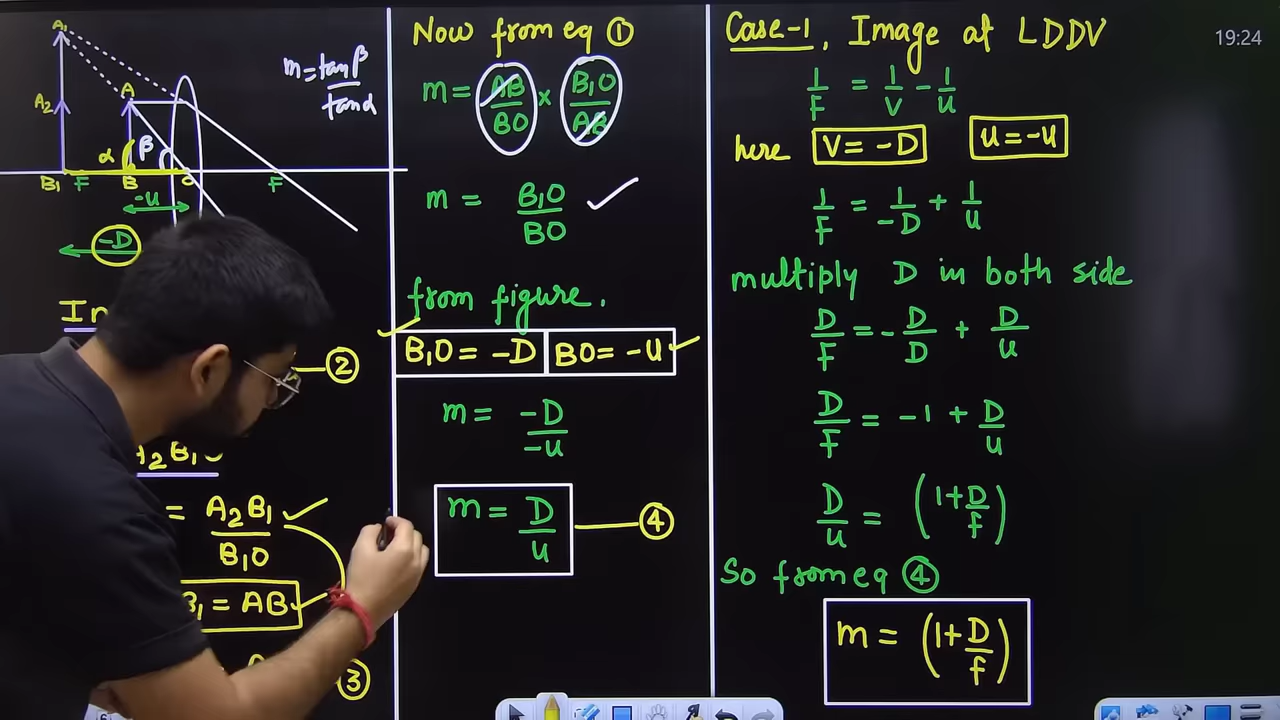 A₁
A₂
A
α
β
B₁
F
B
O
F
-u
-D
m = tanβ / tanα
②
A₂B₁
= A₂B₁ / B₁O
B₁ = AB
③
Now from eq ①
m = AB / BO × B₁O / AB
m = B₁O / BO
from figure.
B₁O = -D
BO = -u
m = -D / -u
m = D / u
④
Case-1, Image at LDDV
19:24
1/F = 1/V - 1/u
here V = -D u = -u
1/F = 1/-D + 1/u
multiply D in both side
D/F = - D/D + D/u
D/F = -1 + D/u
D/u = (1 + D/f)
So from eq ④
m = (1 + D/f)